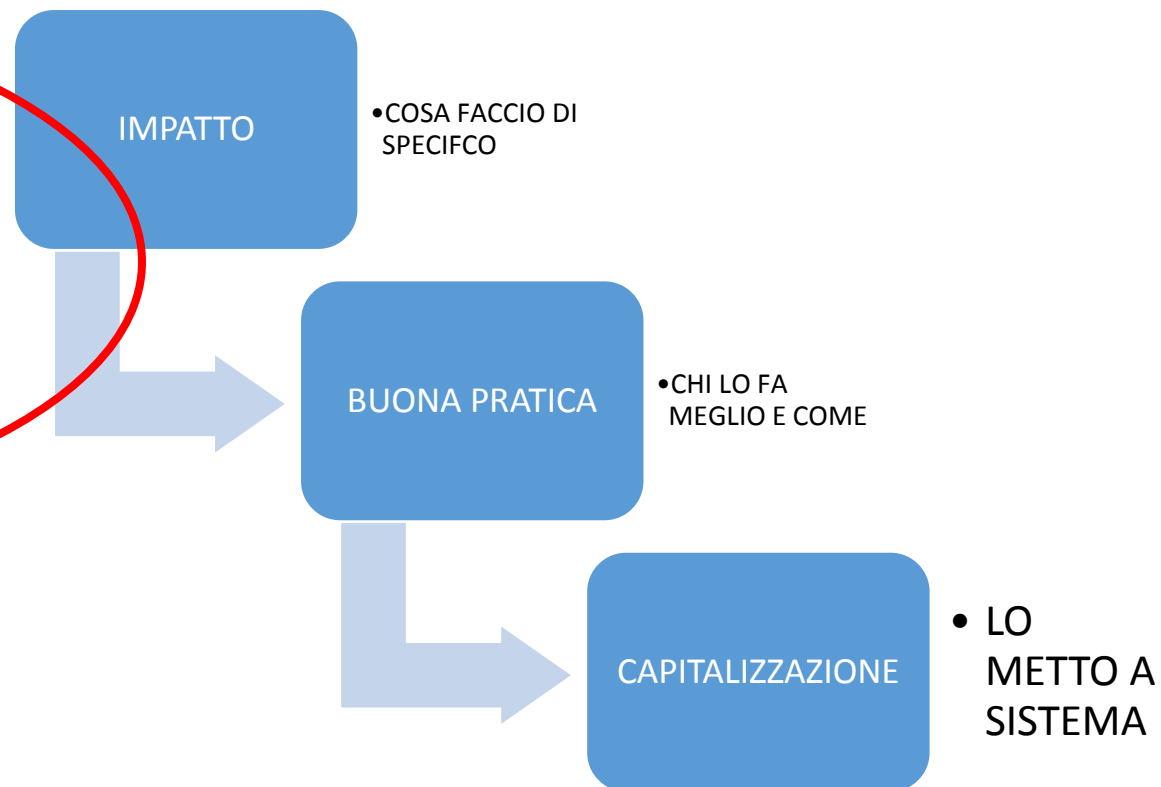 IMPATTO
•COSA FACCIO DI
SPECIFCO
BUONA PRATICA
•CHI LO FA
MEGLIO E COME
CAPITALIZZAZIONE
• LO
METTO A
SISTEMA